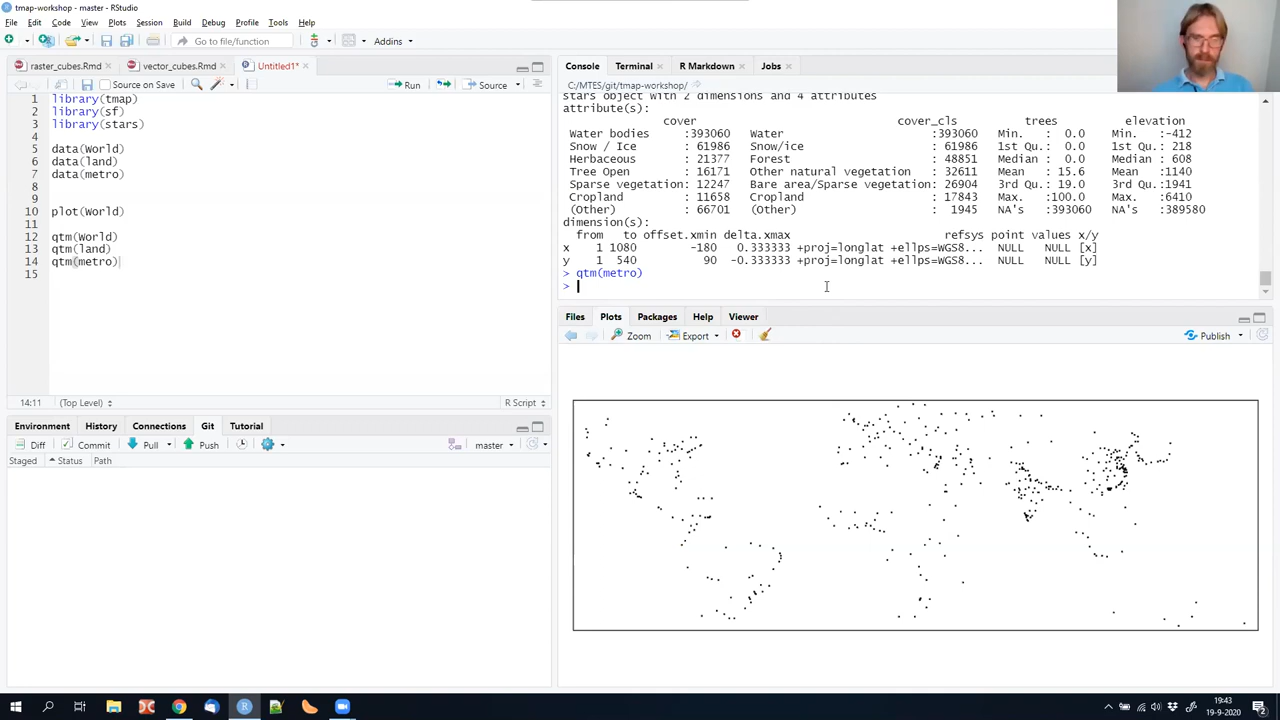 tmap-workshop - master - RStudio
File Edit Code View Plots Session Build Debug Profile Tools Help
Go to file/function Addins
raster_cubes.Rmd vector_cubes.Rmd Untitled1*
Source on Save Run Source
1 library(tmap)
2 library(sf)
3 library(stars)
4
5 data(World)
6 data(land)
7 data(metro)
8
9
10 plot(World)
11
12 qtm(World)
13 qtm(land)
14 qtm(metro)
15
14:11 (Top Level) R Script
Environment History Connections Git Tutorial
Diff Commit Pull Push master
Staged Status Path
Console Terminal R Markdown Jobs
C:/MTES/git/tmap-workshop/
stars object with 2 dimensions and 4 attributes
attribute(s):
cover cover_cls trees elevation
Water bodies :393060 Water :393060 Min. : 0.0 Min. :-412
Snow / Ice : 61986 Snow/ice : 61986 1st Qu.: 0.0 1st Qu.: 218
Herbaceous : 21377 Forest : 48851 Median : 0.0 Median : 608
Tree Open : 16171 Other natural vegetation : 32611 Mean : 15.6 Mean :1140
Sparse vegetation: 12247 Bare area/Sparse vegetation: 26904 3rd Qu.: 19.0 3rd Qu.:1941
Cropland : 11658 Cropland : 17843 Max. :100.0 Max. :6410
(Other) : 66701 (Other) : 1945 NA's :393060 NA's :389580
dimension(s):
from to offset.xmin delta.xmax refsys point values x/y
x 1 1080 -180 0.333333 +proj=longlat +ellps=WGS8... NULL NULL [x]
y 1 540 90 -0.333333 +proj=longlat +ellps=WGS8... NULL NULL [y]
> qtm(metro)
>
Files Plots Packages Help Viewer
Zoom Export Publish
19:43
19-9-2020
2